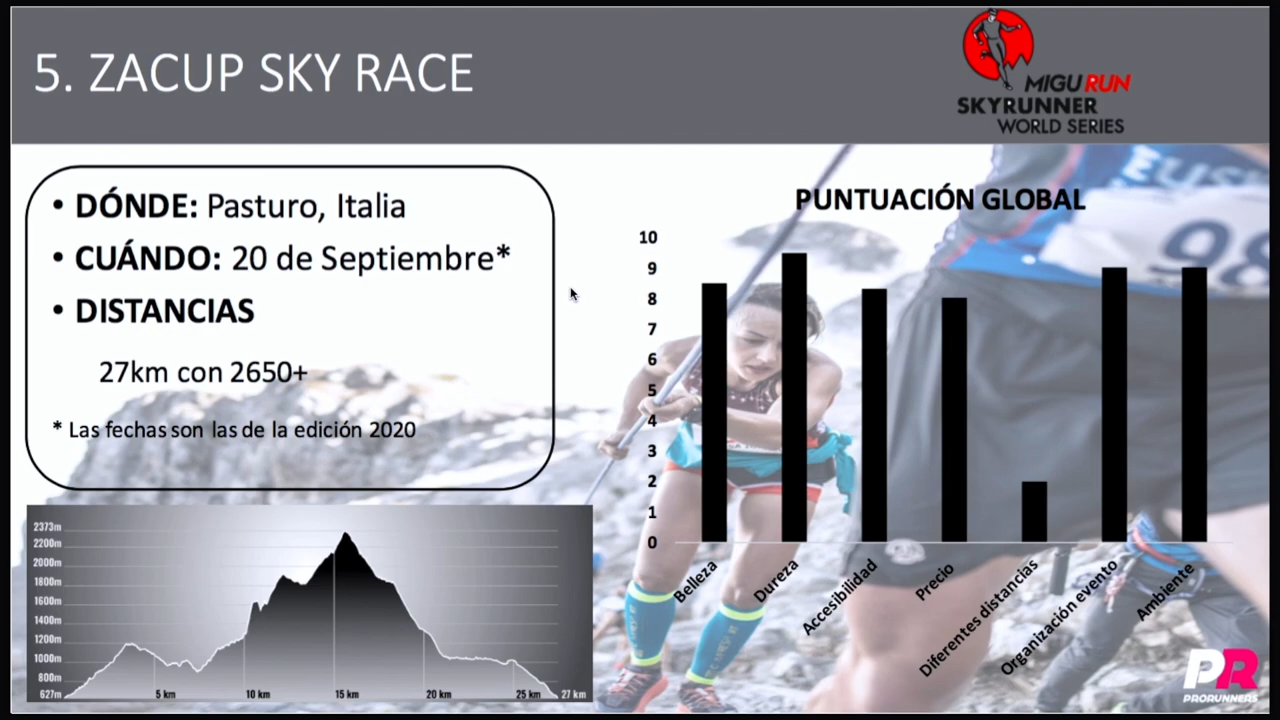 5. ZACUP SKY RACE
MIGU RUN
SKYRUNNER
WORLD SERIES
• DÓNDE: Pasturo, Italia
• CUÁNDO: 20 de Septiembre*
• DISTANCIAS
27km con 2650+
* Las fechas son las de la edición 2020
2373m
2200m
2000m
1800m
1600m
1400m
1200m
1000m
800m
627m
5 km
10 km
15 km
20 km
25 km
27 km
PUNTUACIÓN GLOBAL
10
9
8
7
6
5
4
3
2
1
0
Belleza
Dureza
Accesibilidad
Precio
Diferentes distancias
Organización evento
Ambiente
98
PR
PRORUNNERS